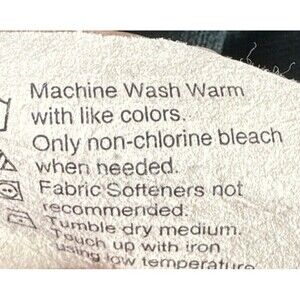 Machine Wash Warm
with like colors.
Only non-chlorine bleach
when needed.
Fabric Softeners not
recommended.
Tumble dry medium.
Touch up with iron
using low temperature